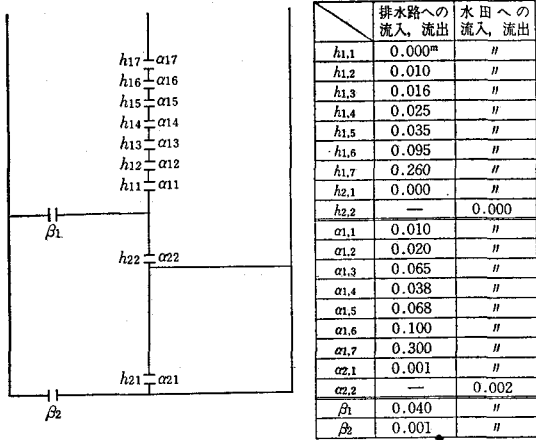 h17 α17
h16 α16
h15 α15
h14 α14
h13 α13
h12 α12
h11 α11
β1
h22 α22
h21 α21
β2
排水路への流入, 流出 水田への流入, 流出
h1,1 0.000m 〃
h1,2 0.010 〃
h1,3 0.016 〃
h1,4 0.025 〃
h1,5 0.035 〃
h1,6 0.095 〃
h1,7 0.260 〃
h2,1 0.000 〃
h2,2 — 0.000
α1,1 0.010 〃
α1,2 0.020 〃
α1,3 0.065 〃
α1,4 0.038 〃
α1,5 0.068 〃
α1,6 0.100 〃
α1,7 0.300 〃
α2,1 0.001 〃
α2,2 — 0.002
β1 0.040 〃
β2 0.001 〃